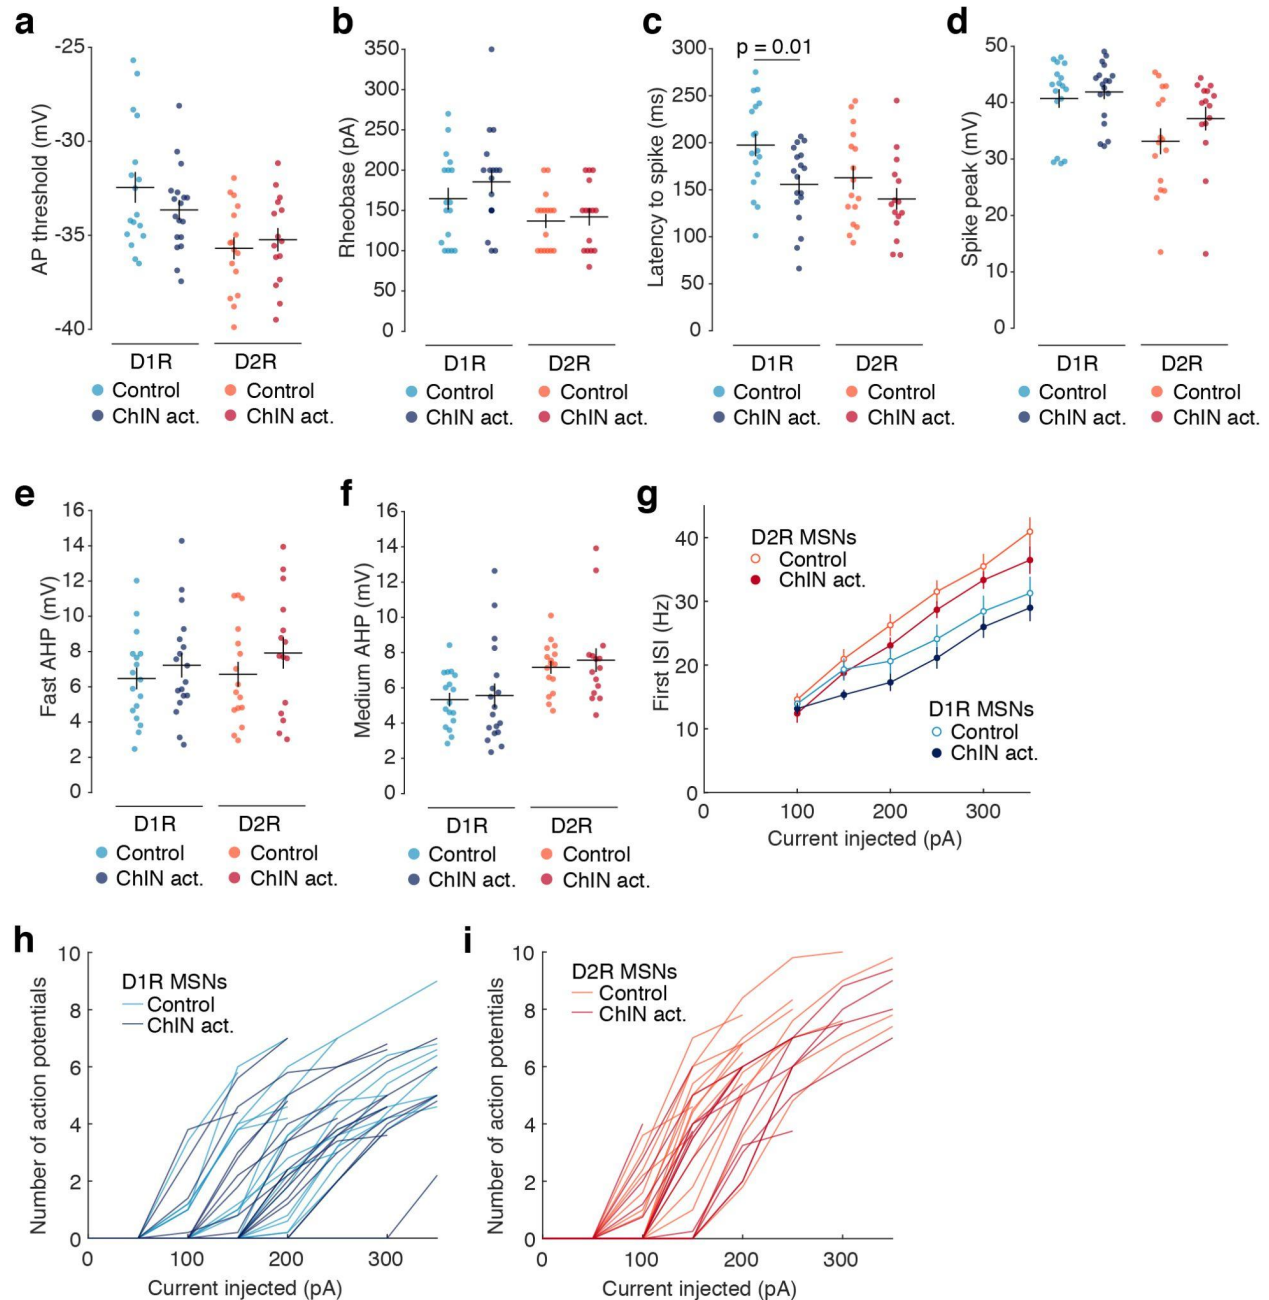 a
AP threshold (mV)
-25
-30
-35
-40
D1R
D2R
Control
Control
ChIN act.
ChIN act.
b
Rheobase (pA)
350
300
250
200
150
100
50
0
D1R
D2R
Control
Control
ChIN act.
ChIN act.
c
Latency to spike (ms)
300
250
200
150
100
50
0
p = 0.01
D1R
D2R
Control
Control
ChIN act.
ChIN act.
d
Spike peak (mV)
50
40
30
20
10
0
D1R
D2R
Control
Control
ChIN act.
ChIN act.
e
Fast AHP (mV)
16
14
12
10
8
6
4
2
0
D1R
D2R
Control
Control
ChIN act.
ChIN act.
f
Medium AHP (mV)
16
14
12
10
8
6
4
2
0
D1R
D2R
Control
Control
ChIN act.
ChIN act.
g
First ISI (Hz)
40
30
20
10
0
D2R MSNs
Control
ChIN act.
D1R MSNs
Control
ChIN act.
0 100 200 300
Current injected (pA)
h
Number of action potentials
10
8
6
4
2
0
D1R MSNs
Control
ChIN act.
0 100 200 300
Current injected (pA)
i
Number of action potentials
10
8
6
4
2
0
D2R MSNs
Control
ChIN act.
0 100 200 300
Current injected (pA)